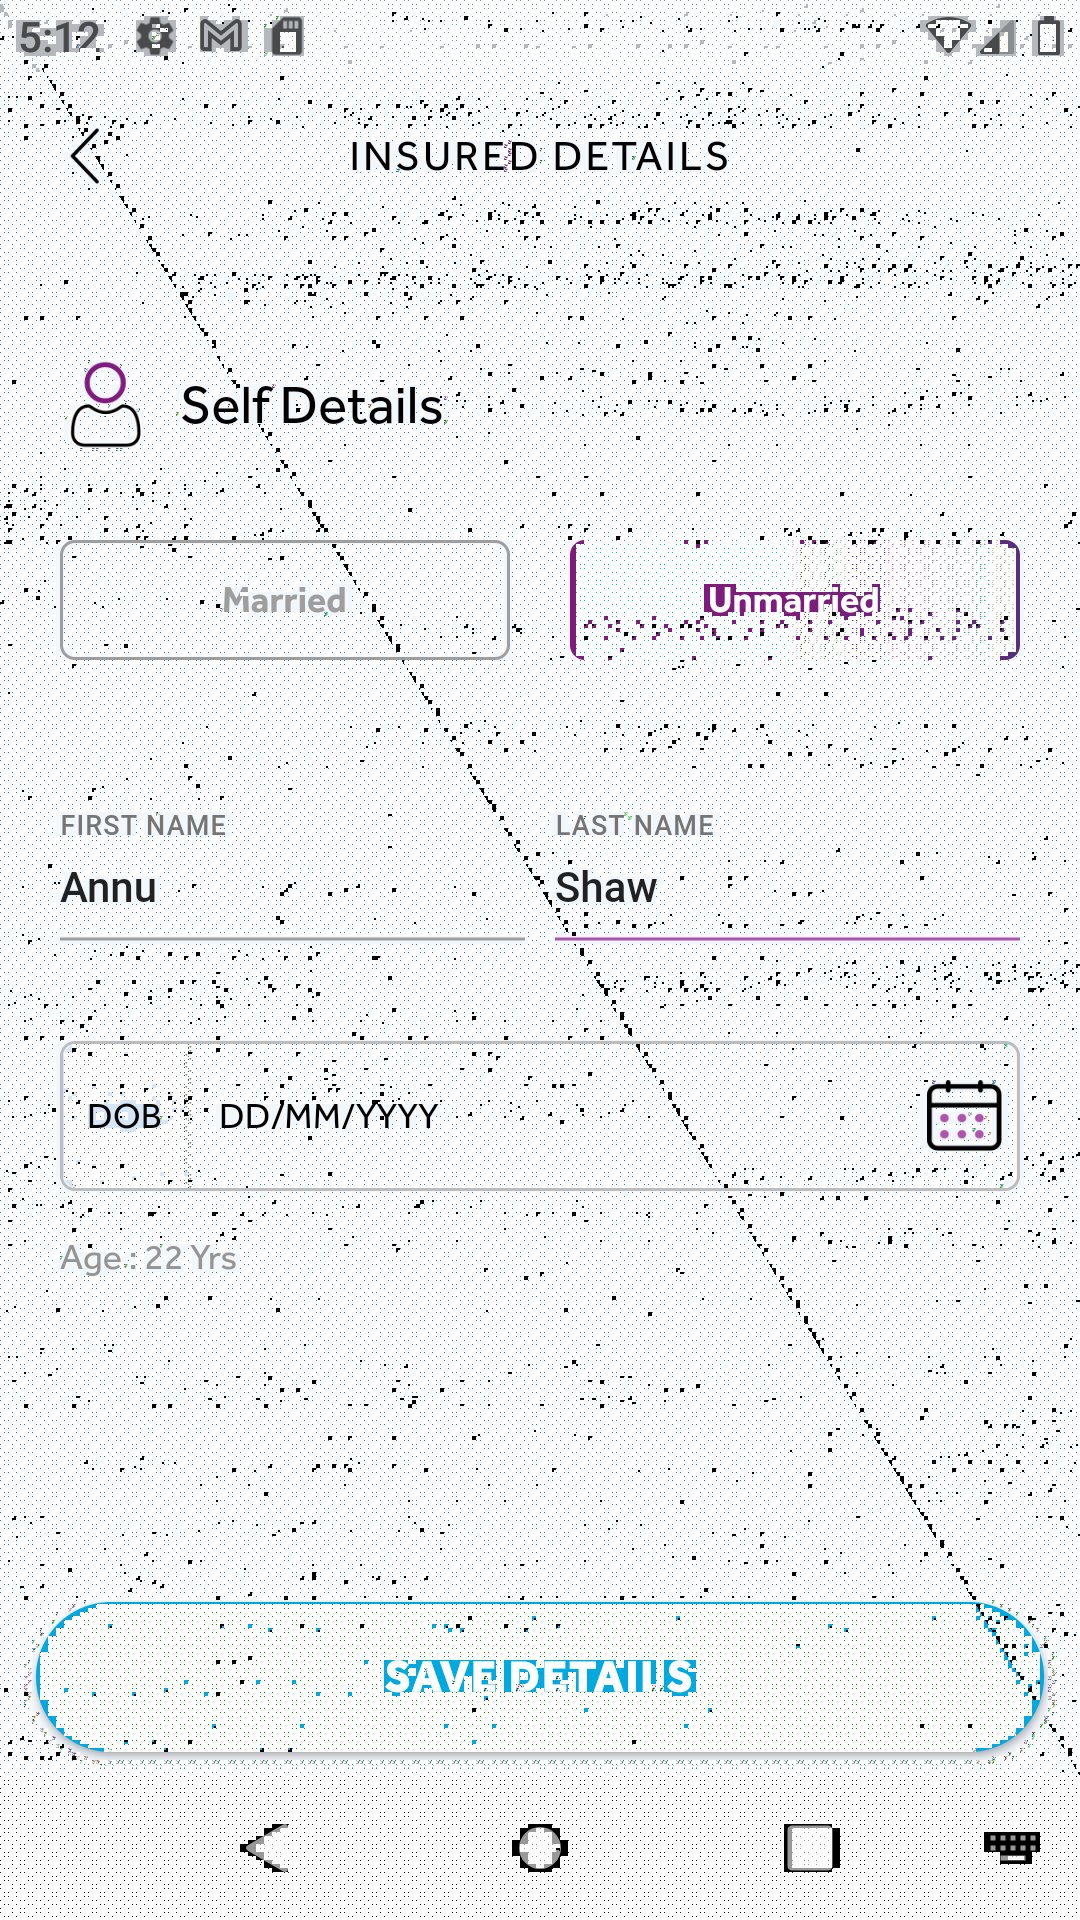 5:12
INSURED DETAILS
Self Details
Married
Unmarried
FIRST NAME
LAST NAME
Annu
Shaw
DOB
DD/MM/YYYY
Age : 22 Yrs
SAVE DETAILS